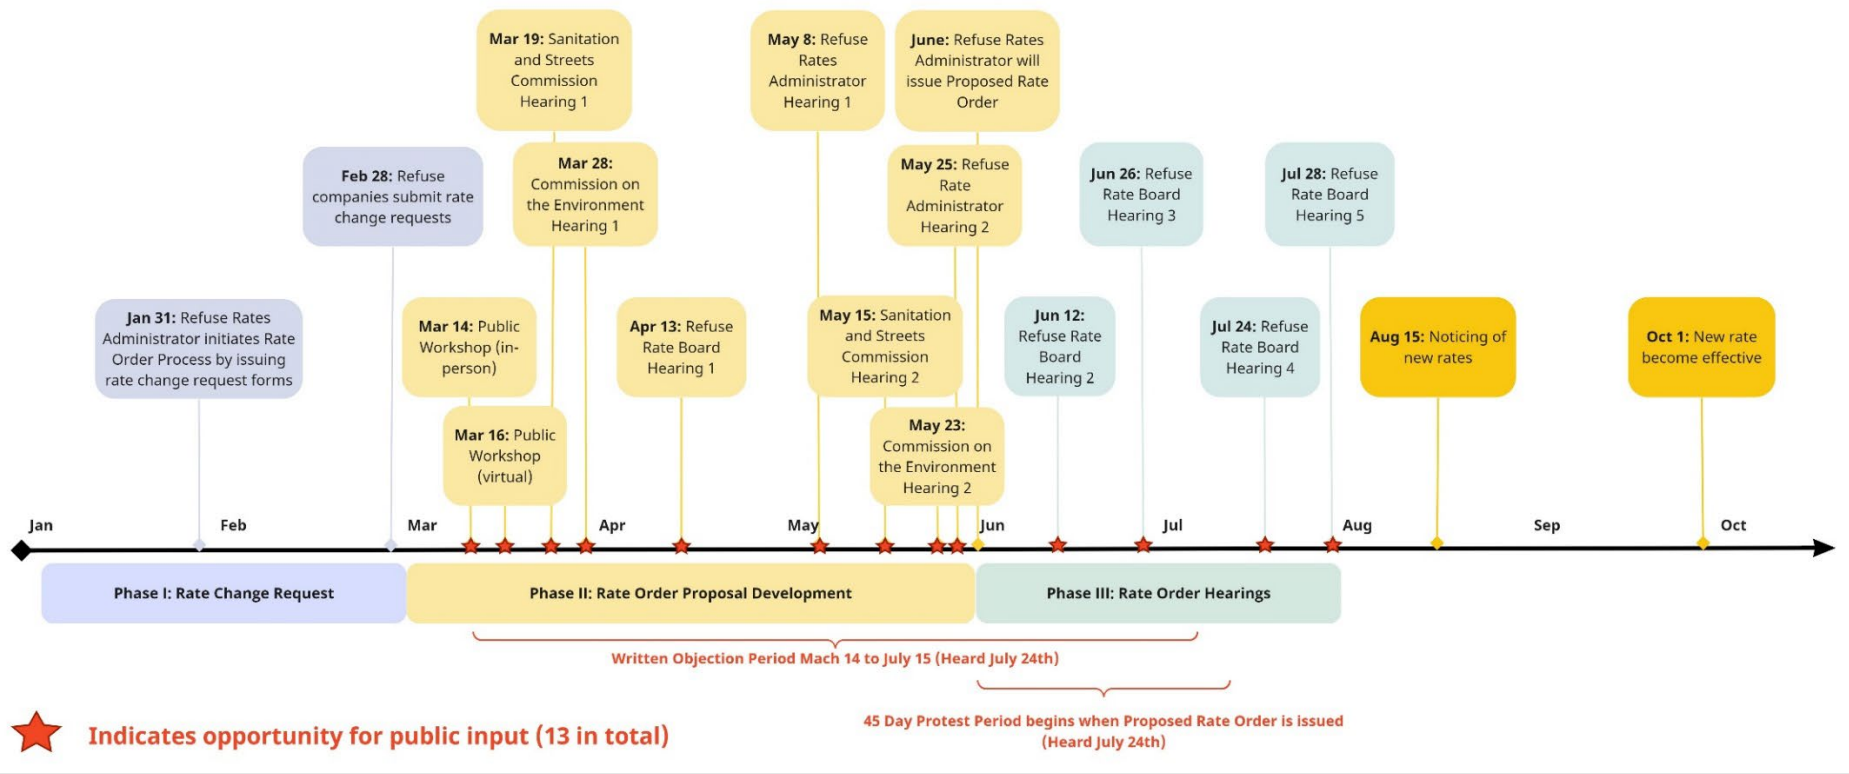 Mar 19: Sanitation
and Streets
Commission
Hearing 1
May 8: Refuse
Rates
Administrator
Hearing 1
June: Refuse Rates
Administrator will
issue Proposed Rate
Order
Feb 28: Refuse
companies submit rate
change requests
Mar 28:
Commission on
the Environment
Hearing 1
May 25: Refuse
Rate
Administrator
Hearing 2
Jun 26: Refuse
Rate Board
Hearing 3
Jul 28: Refuse
Rate Board
Hearing 5
Jan 31: Refuse Rates
Administrator initiates Rate
Order Process by issuing
rate change request forms
Mar 14: Public
Workshop (in-
person)
Apr 13: Refuse
Rate Board
Hearing 1
May 15: Sanitation
and Streets
Commission
Hearing 2
Jun 12:
Refuse Rate
Board
Hearing 2
Jul 24: Refuse
Rate Board
Hearing 4
Aug 15: Noticing of
new rates
Oct 1: New rate
become effective
Mar 16: Public
Workshop
(virtual)
May 23:
Commission on
the Environment
Hearing 2
Jan Feb Mar Apr May Jun Jul Aug Sep Oct
Phase I: Rate Change Request
Phase II: Rate Order Proposal Development
Phase III: Rate Order Hearings
Written Objection Period Mach 14 to July 15 (Heard July 24th)
45 Day Protest Period begins when Proposed Rate Order is issued
(Heard July 24th)
Indicates opportunity for public input (13 in total)